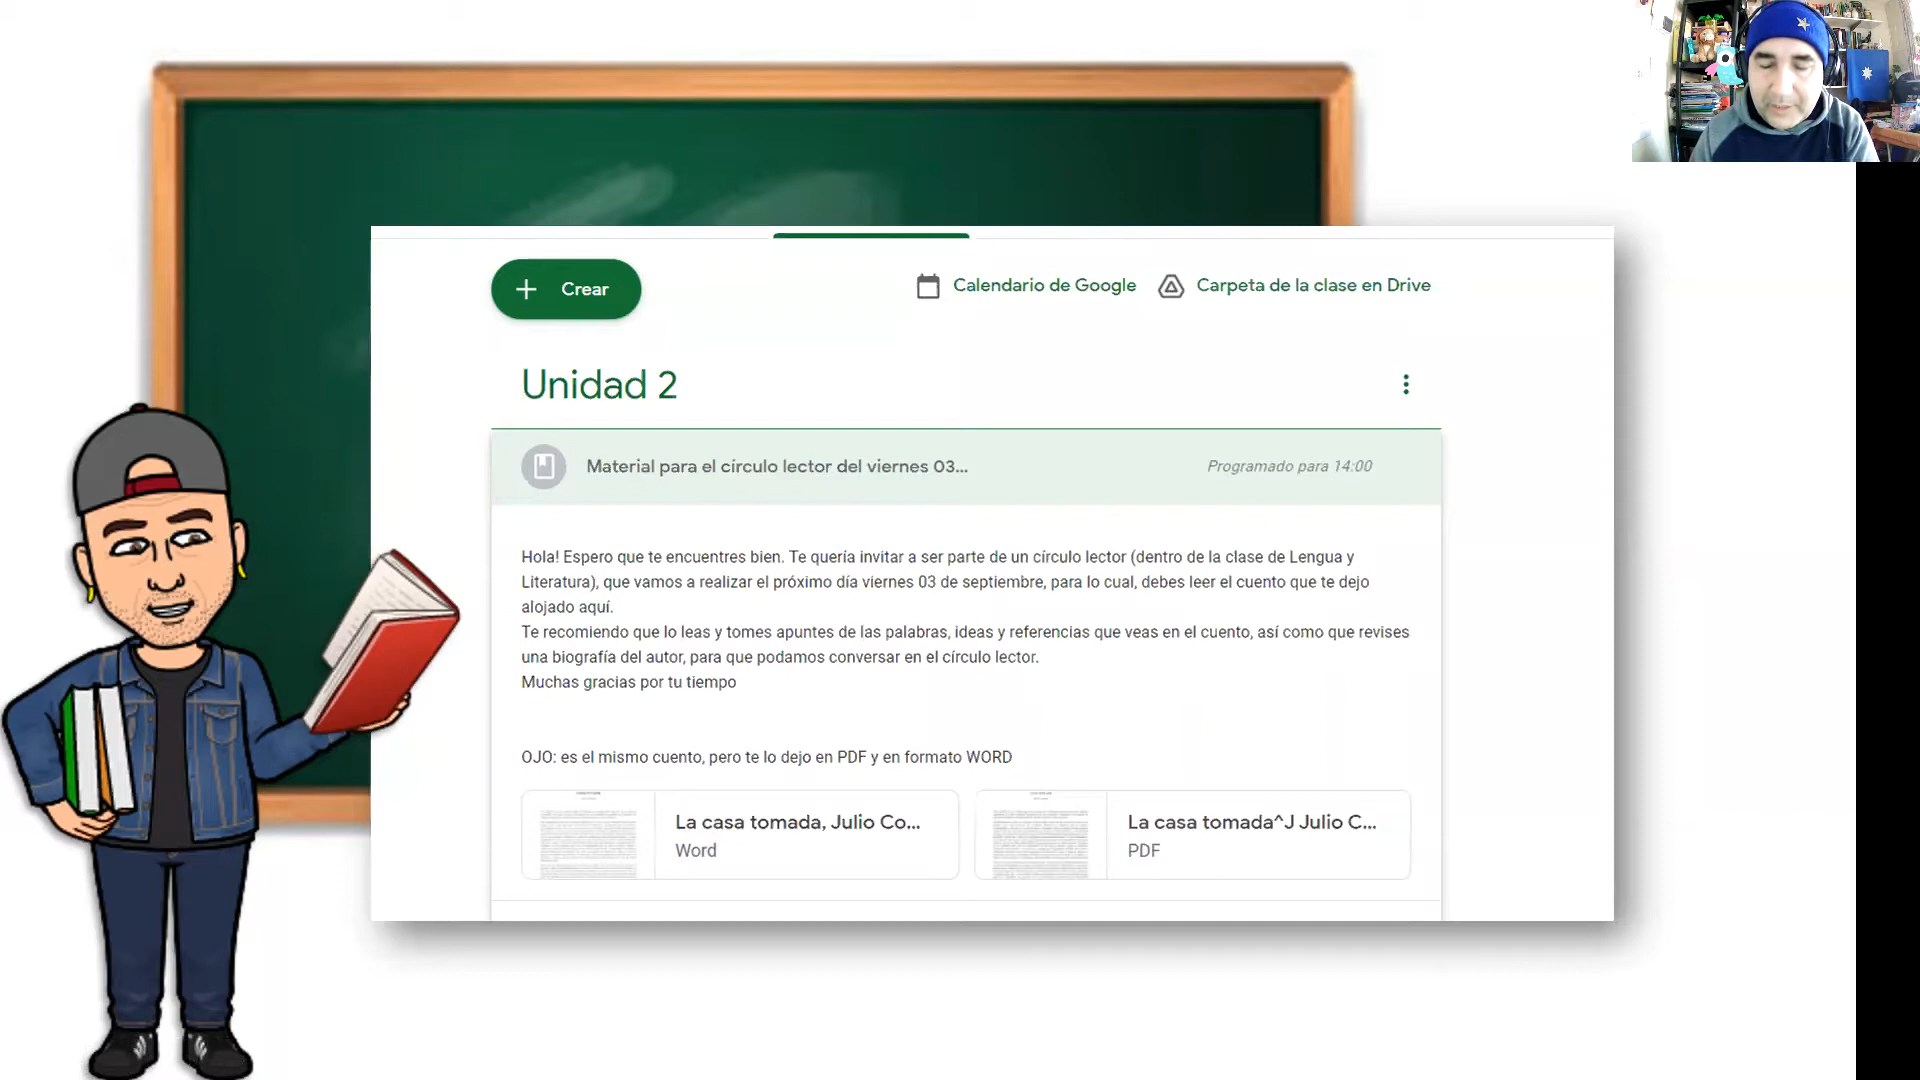 Crear
Calendario de Google
Carpeta de la clase en Drive
Unidad 2
Material para el círculo lector del viernes 03...
Programado para 14:00
Hola! Espero que te encuentres bien. Te quería invitar a ser parte de un círculo lector (dentro de la clase de Lengua y
Literatura), que vamos a realizar el próximo día viernes 03 de septiembre, para lo cual, debes leer el cuento que te dejo
alojado aquí.
Te recomiendo que lo leas y tomes apuntes de las palabras, ideas y referencias que veas en el cuento, así como que revises
una biografía del autor, para que podamos conversar en el círculo lector.
Muchas gracias por tu tiempo
OJO: es el mismo cuento, pero te lo dejo en PDF y en formato WORD
La casa tomada, Julio Co...
Word
La casa tomada^J Julio C...
PDF